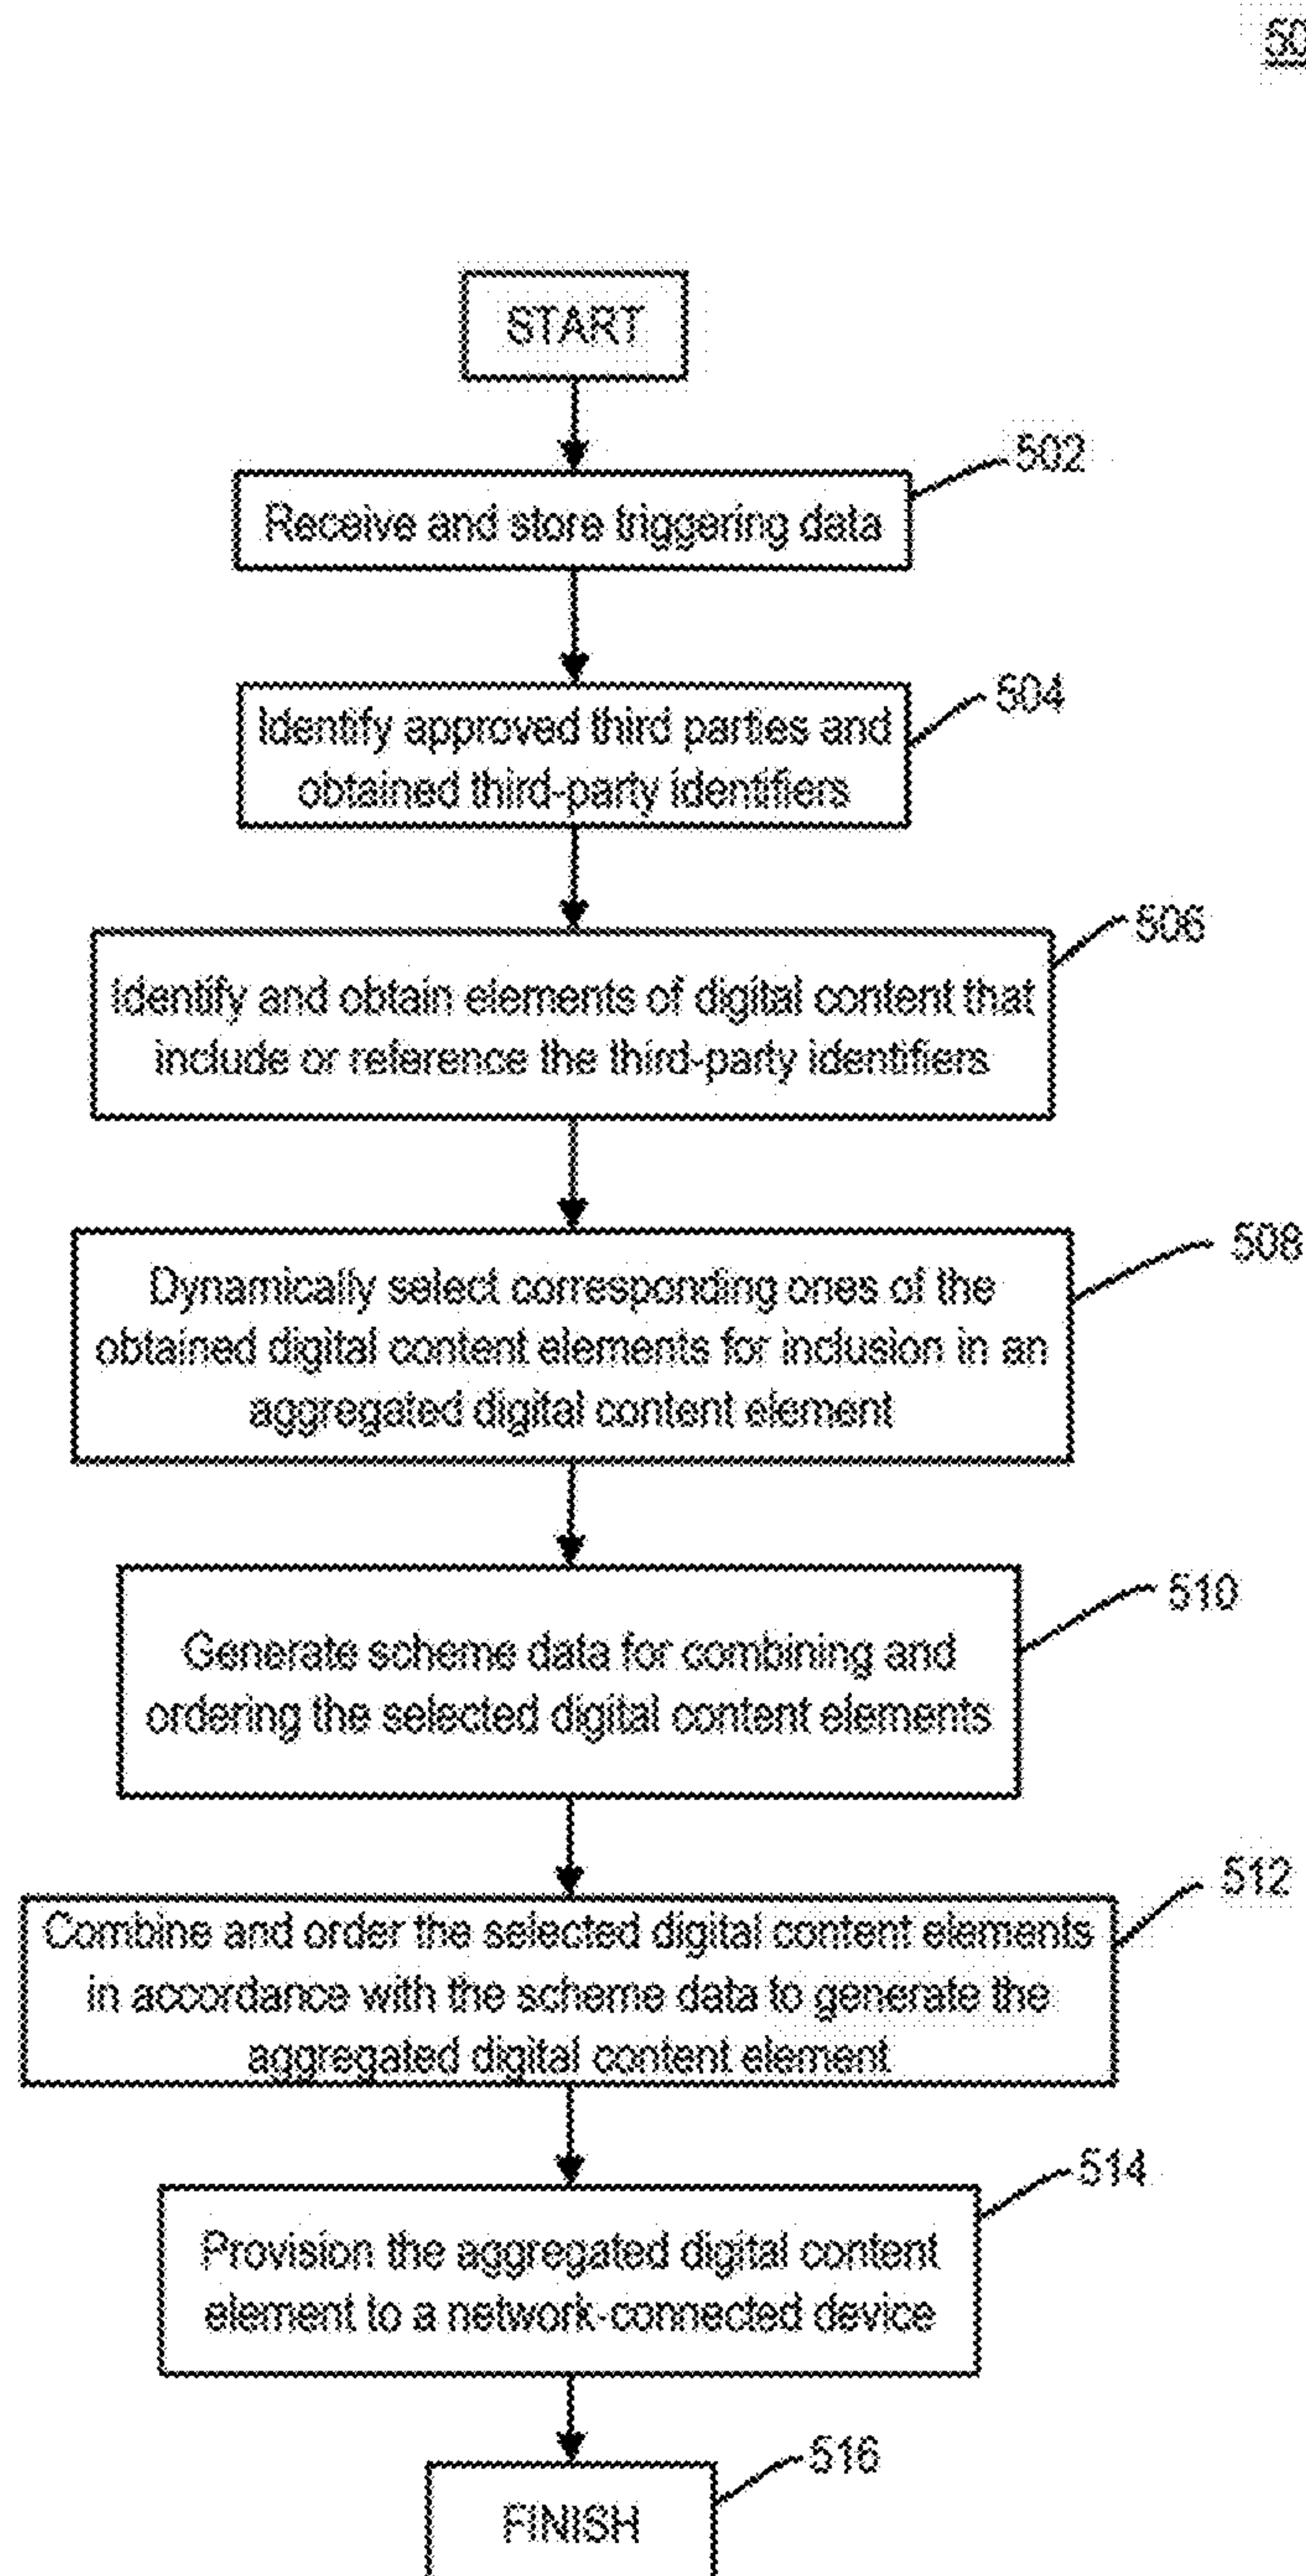 50
START
502
Receive and store triggering data
504
Identify approved third parties and
obtained third-party identifiers
506
Identify and obtain elements of digital content that
include or reference the third-party identifiers
508
Dynamically select corresponding ones of the
obtained digital content elements for inclusion in an
aggregated digital content element
510
Generate scheme data for combining and
ordering the selected digital content elements
512
Combine and order the selected digital content elements
in accordance with the scheme data to generate the
aggregated digital content element
514
Provision the aggregated digital content
element to a network-connected device
516
FINISH